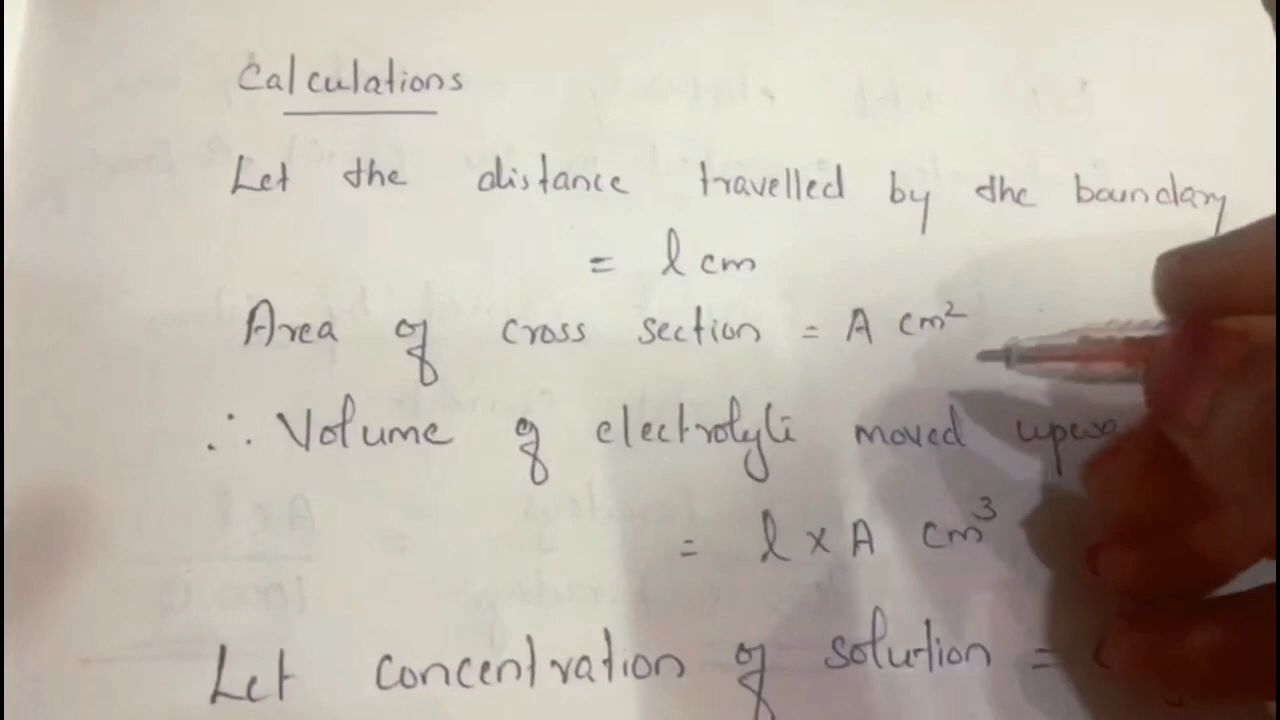 Calculations
Let the distance travelled by the boundary
= l cm
Area of cross section = A cm²
∴ Volume of electrolyte moved
= l × A cm³
Let concentration of solution =